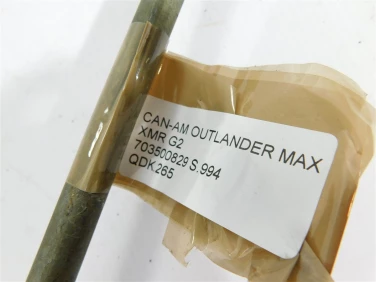 CAN-AM OUTLANDER MAX
XMR G2
703500829 S.994
QDK265